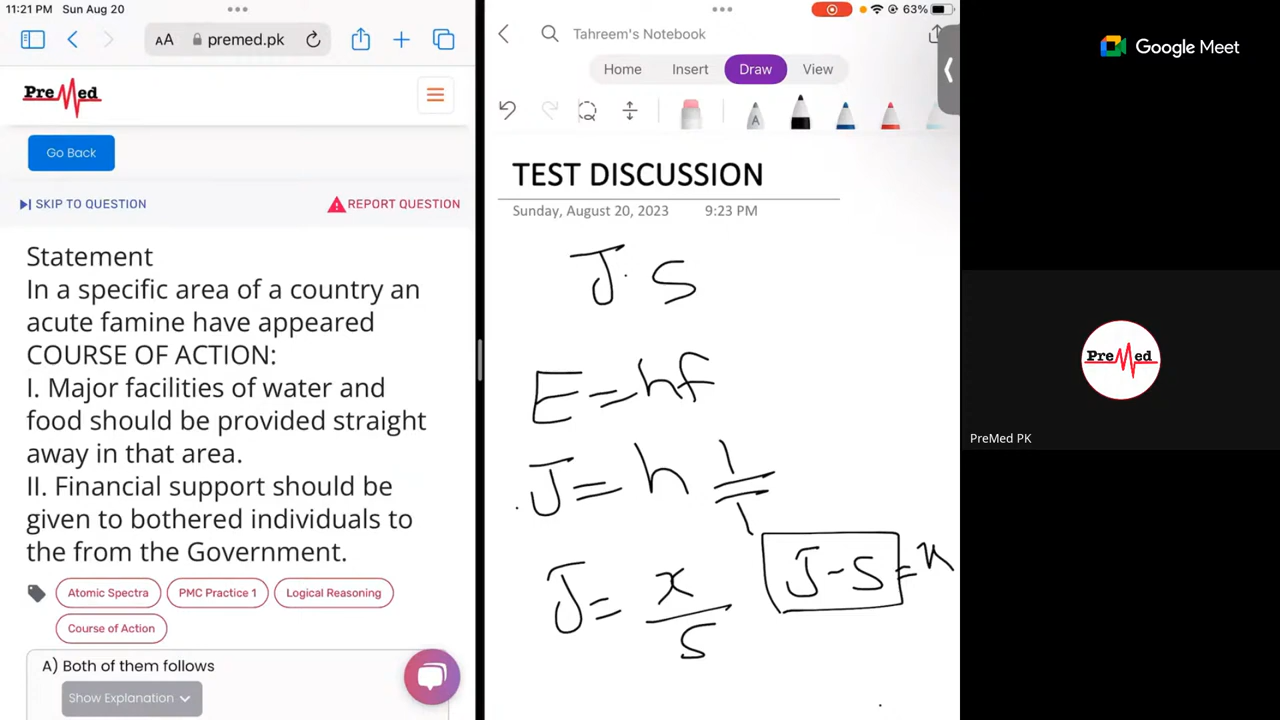 11:21 PM Sun Aug 20
premed.pk
AA
PreMed
Go Back
SKIP TO QUESTION
REPORT QUESTION
Statement
In a specific area of a country an
acute famine have appeared
COURSE OF ACTION:
I. Major facilities of water and
food should be provided straight
away in that area.
II. Financial support should be
given to bothered individuals to
the from the Government.
Atomic Spectra
PMC Practice 1
Logical Reasoning
Course of Action
A) Both of them follows
Show Explanation
63%
Tahreem's Notebook
Home Insert Draw View
A
TEST DISCUSSION
Sunday, August 20, 2023 9:23 PM
J·S
E=hf
J=h
J=x/S
J-S=x
Google Meet
PreMed
PreMed PK